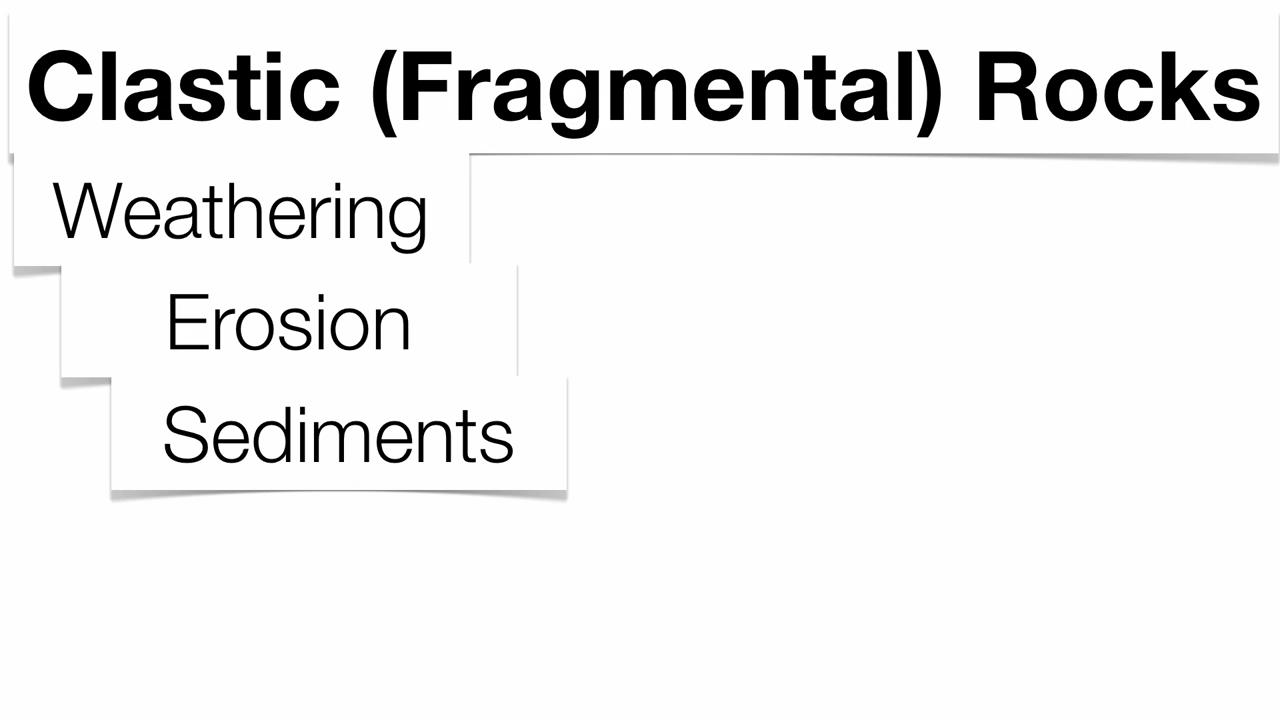 Clastic (Fragmental) Rocks
Weathering
Erosion
Sediments